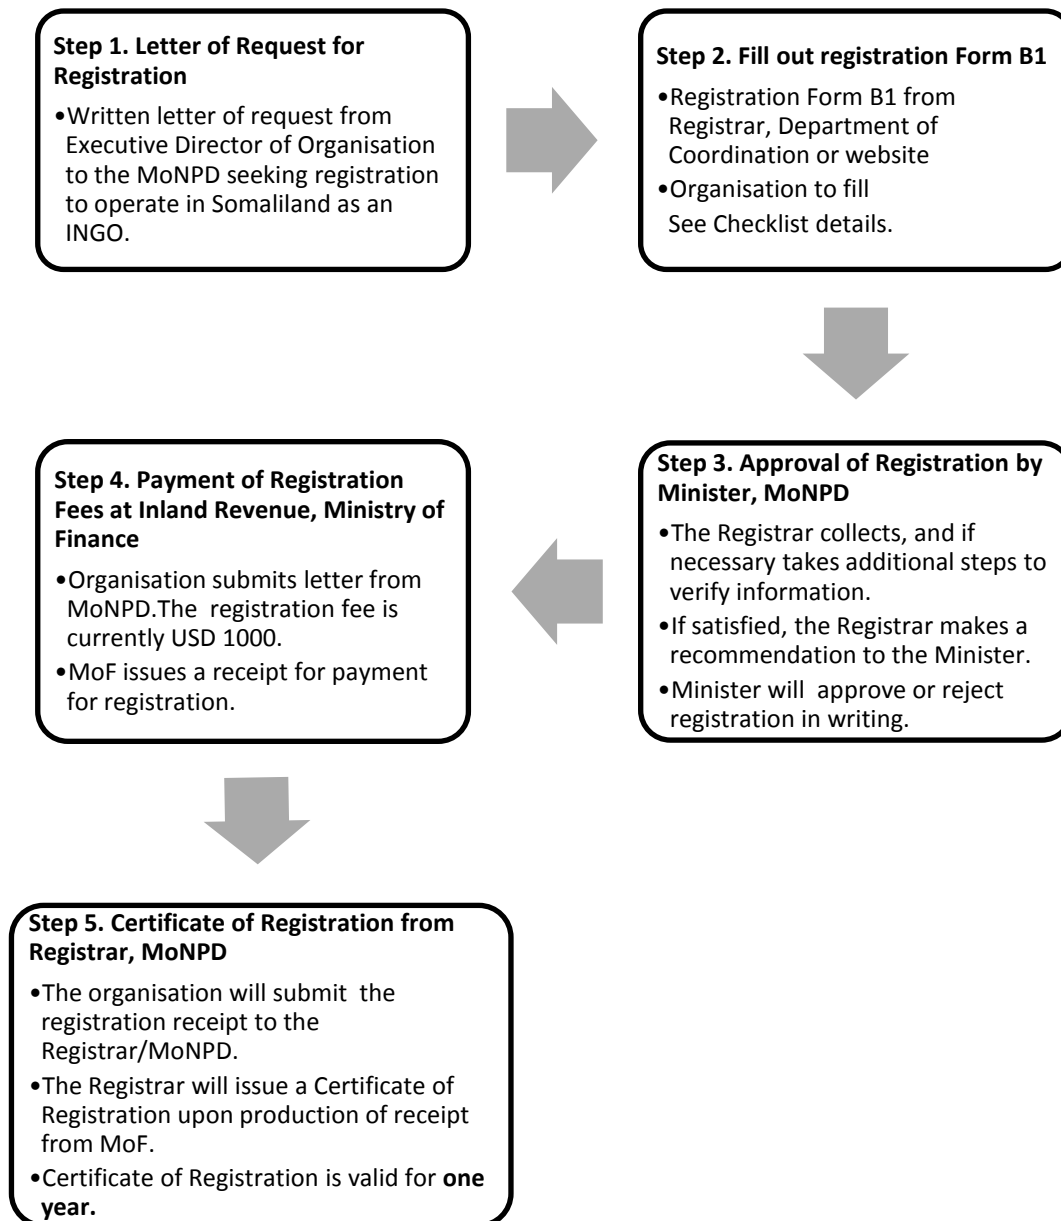 Step 1. Letter of Request for
Registration
•Written letter of request from
Executive Director of Organisation
to the MoNPD seeking registration
to operate in Somaliland as an
INGO.
Step 2. Fill out registration Form B1
•Registration Form B1 from
Registrar, Department of
Coordination or website
•Organisation to fill
See Checklist details.
Step 3. Approval of Registration by
Minister, MoNPD
•The Registrar collects, and if
necessary takes additional steps to
verify information.
•If satisfied, the Registrar makes a
recommendation to the Minister.
•Minister will approve or reject
registration in writing.
Step 4. Payment of Registration
Fees at Inland Revenue, Ministry of
Finance
•Organisation submits letter from
MoNPD.The registration fee is
currently USD 1000.
•MoF issues a receipt for payment
for registration.
Step 5. Certificate of Registration from
Registrar, MoNPD
•The organisation will submit the
registration receipt to the
Registrar/MoNPD.
•The Registrar will issue a Certificate of
Registration upon production of receipt
from MoF.
•Certificate of Registration is valid for one
year.